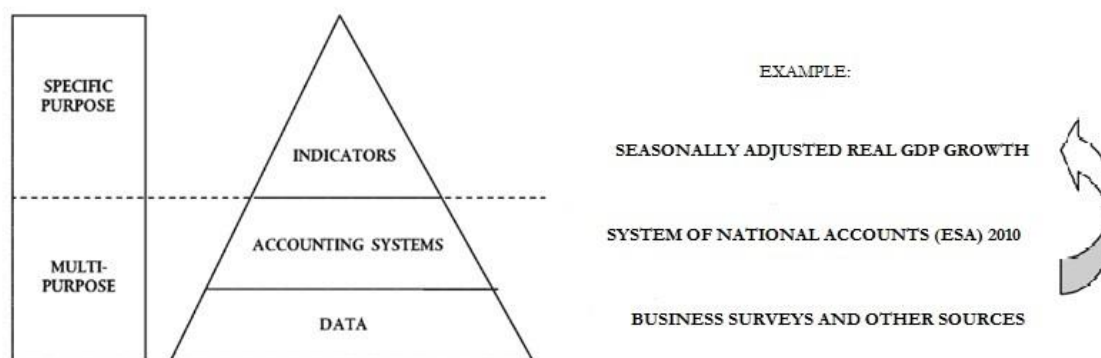 SPECIFIC
PURPOSE
MULTI-
PURPOSE
INDICATORS
ACCOUNTING SYSTEMS
DATA
EXAMPLE:
SEASONALLY ADJUSTED REAL GDP GROWTH
SYSTEM OF NATIONAL ACCOUNTS (ESA) 2010
BUSINESS SURVEYS AND OTHER SOURCES